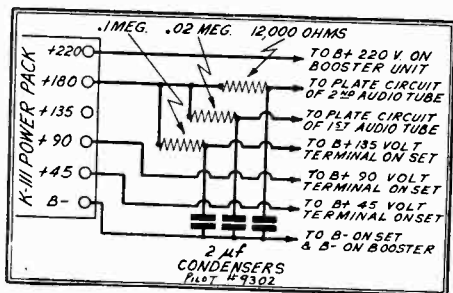 .1MEG. .02 MEG. 12,000 OHMS
K-111 POWER PACK
+220
+180
+135
+90
+45
B-
TO B+ 220 V. ON
BOOSTER UNIT
TO PLATE CIRCUIT
OF 2ND AUDIO TUBE
TO PLATE CIRCUIT
OF 1ST AUDIO TUBE
TO B+ 135 VOLT
TERMINAL ON SET
TO B+ 90 VOLT
TERMINAL ON SET
TO B+ 45 VOLT
TERMINAL ON SET
TO B- ON SET
& B- ON BOOSTER
2 µf
CONDENSERS
PILOT #9302